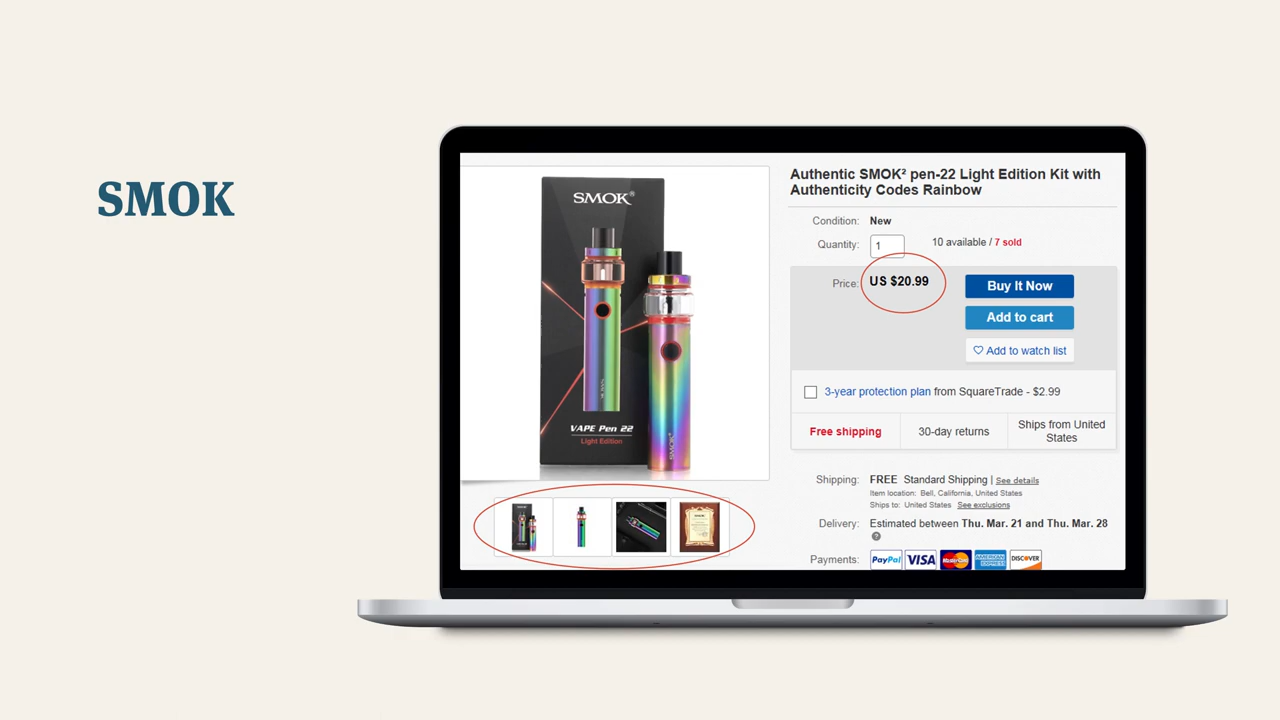 SMOK
SMOK®
VAPE Pen 22
Light Edition
Authentic SMOK² pen-22 Light Edition Kit with
Authenticity Codes Rainbow
Condition: New
Quantity: 1 10 available / 7 sold
Price: US $20.99
Buy It Now
Add to cart
Add to watch list
3-year protection plan from SquareTrade - $2.99
Free shipping
30-day returns
Ships from United
States
Shipping: FREE Standard Shipping | See details
Item location: Bell, California, United States
Ships to: United States See exclusions
Delivery: Estimated between Thu. Mar. 21 and Thu. Mar. 28
?
Payments: PayPal VISA MasterCard AMERICAN EXPRESS DISCOVER